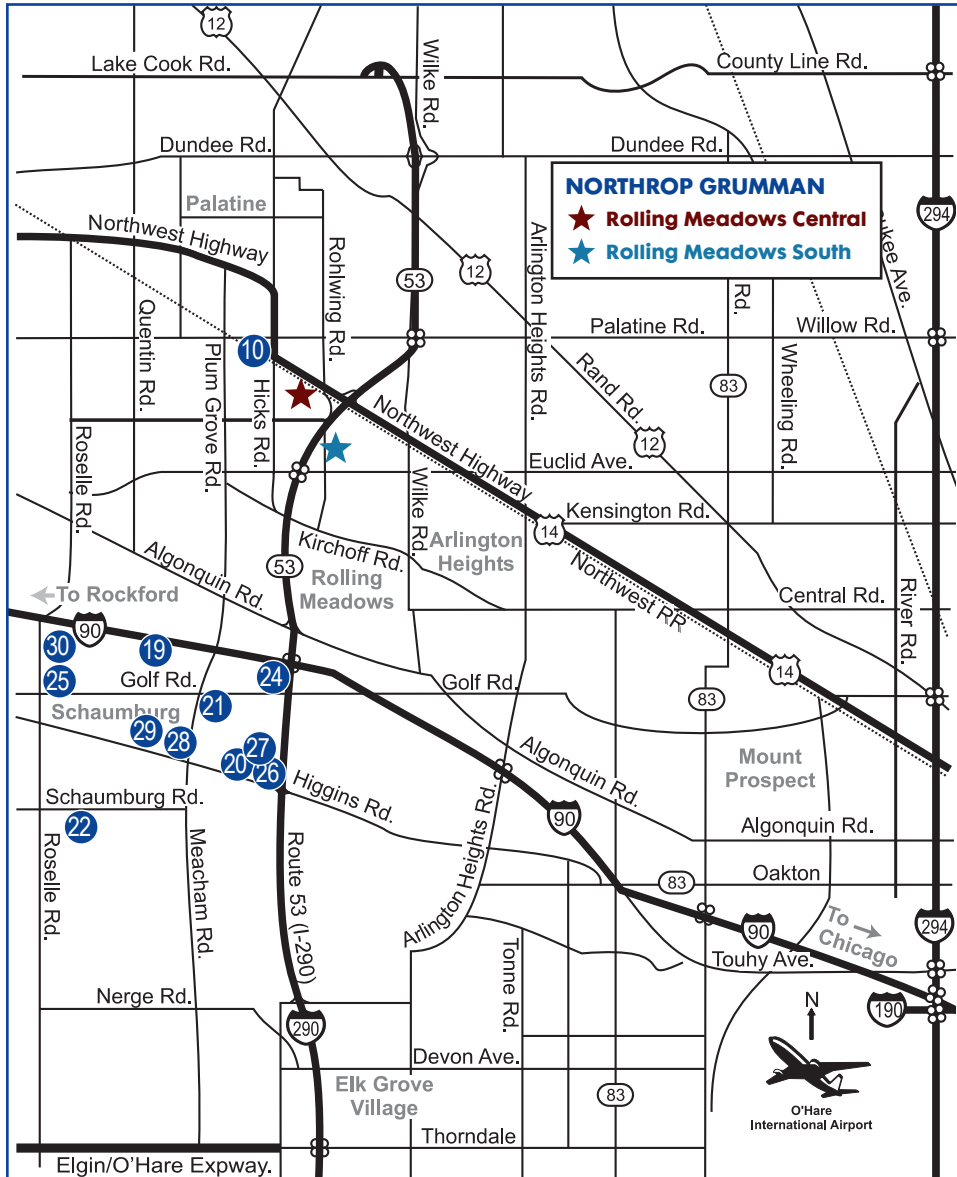 12
Lake Cook Rd.
Wilke Rd.
County Line Rd.
Dundee Rd.
Dundee Rd.
NORTHROP GRUMMAN
Rolling Meadows Central
Rolling Meadows South
Palatine
294
Northwest Highway
Rohlwing Rd.
Arlington Heights Rd.
12
53
Rd.
Quentin Rd.
Palatine Rd.
Willow Rd.
10
Plum Grove Rd.
Hicks Rd.
Wheeling Rd.
83
Rand Rd.
Northwest Highway
12
Roselle Rd.
Euclid Ave.
Wilke Rd.
Kensington Rd.
14
Kirchoff Rd.
Arlington
Heights
Algonquin Rd.
53
Rolling
Meadows
Northwest RR
To Rockford
Central Rd.
River Rd.
90
30
19
14
25
24
Golf Rd.
Golf Rd.
83
21
Schaumburg
29
28
27
20
26
Mount
Prospect
Algonquin Rd.
Higgins Rd.
Schaumburg Rd.
90
22
Algonquin Rd.
Roselle Rd.
Meacham Rd.
Route 53 (I-290)
Arlington Heights Rd.
83
Oakton
To
Chicago
90
294
Touhy Ave.
Tonne Rd.
Nerge Rd.
190
N
290
Devon Ave.
Elk Grove
Village
83
O'Hare
International Airport
Thorndale
Elgin/O'Hare Expway.